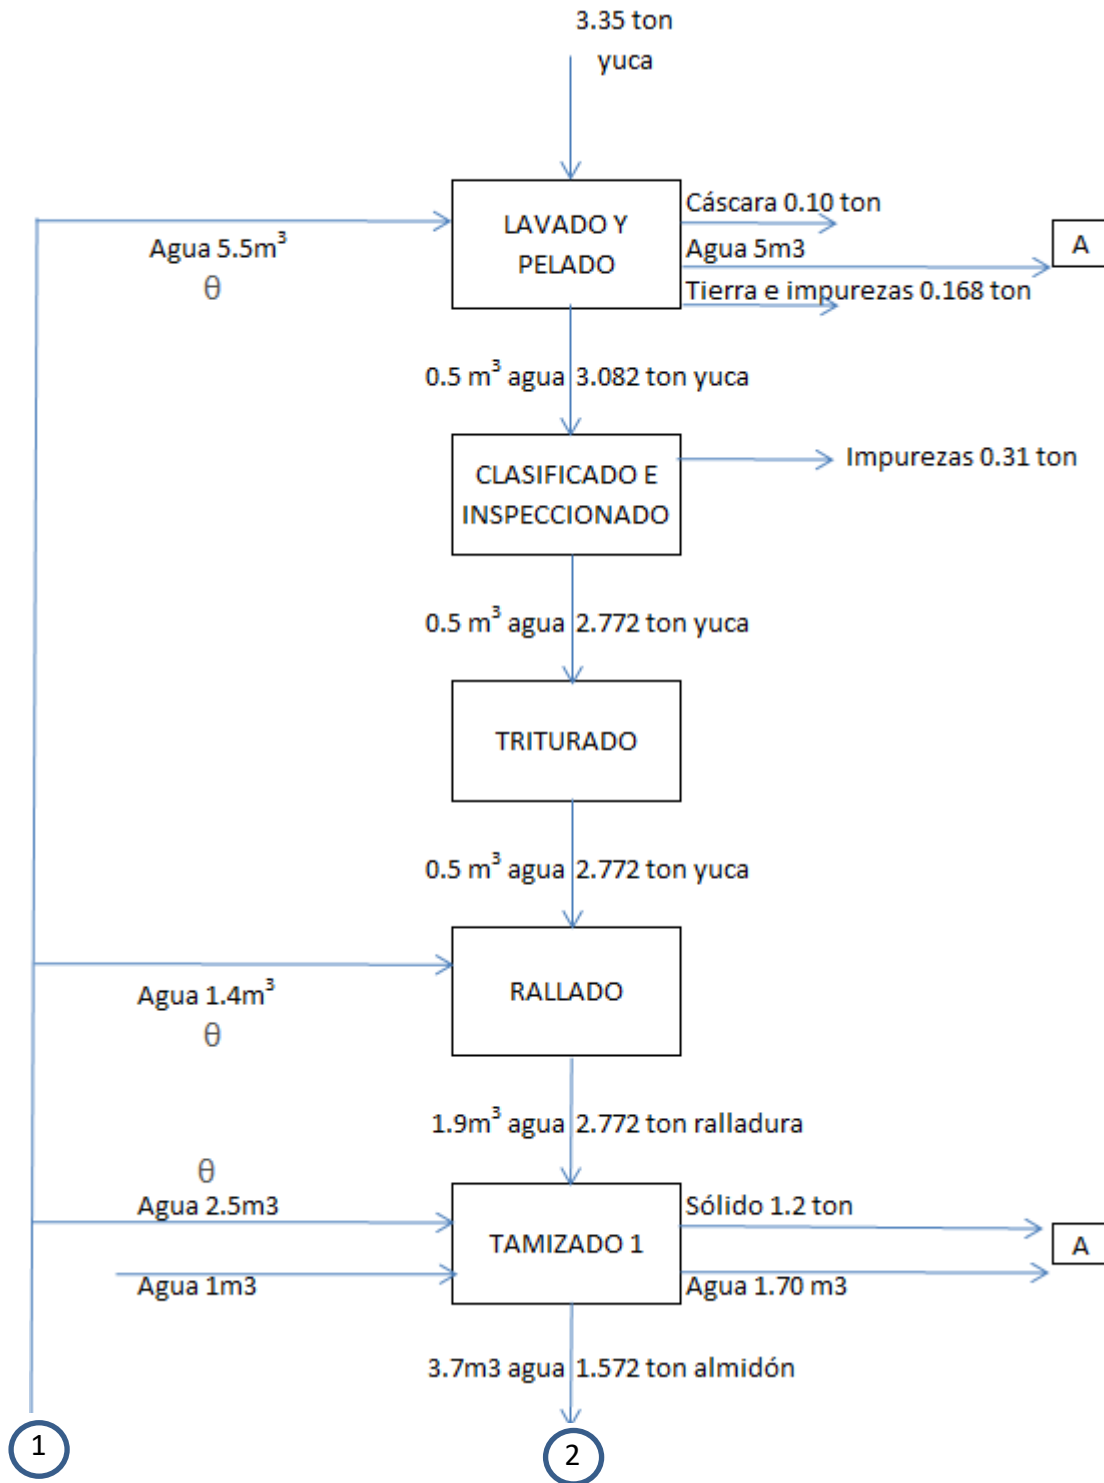 3.35 ton
yuca
LAVADO Y
PELADO
Cáscara 0.10 ton
Agua 5m3
Tierra e impurezas 0.168 ton
A
Agua 5.5m³
θ
0.5 m³ agua 3.082 ton yuca
CLASIFICADO E
INSPECCIONADO
Impurezas 0.31 ton
0.5 m³ agua 2.772 ton yuca
TRITURADO
0.5 m³ agua 2.772 ton yuca
RALLADO
Agua 1.4m³
θ
1.9m³ agua 2.772 ton ralladura
θ
Agua 2.5m3
Agua 1m3
TAMIZADO 1
Sólido 1.2 ton
Agua 1.70 m3
A
3.7m3 agua 1.572 ton almidón
1
2